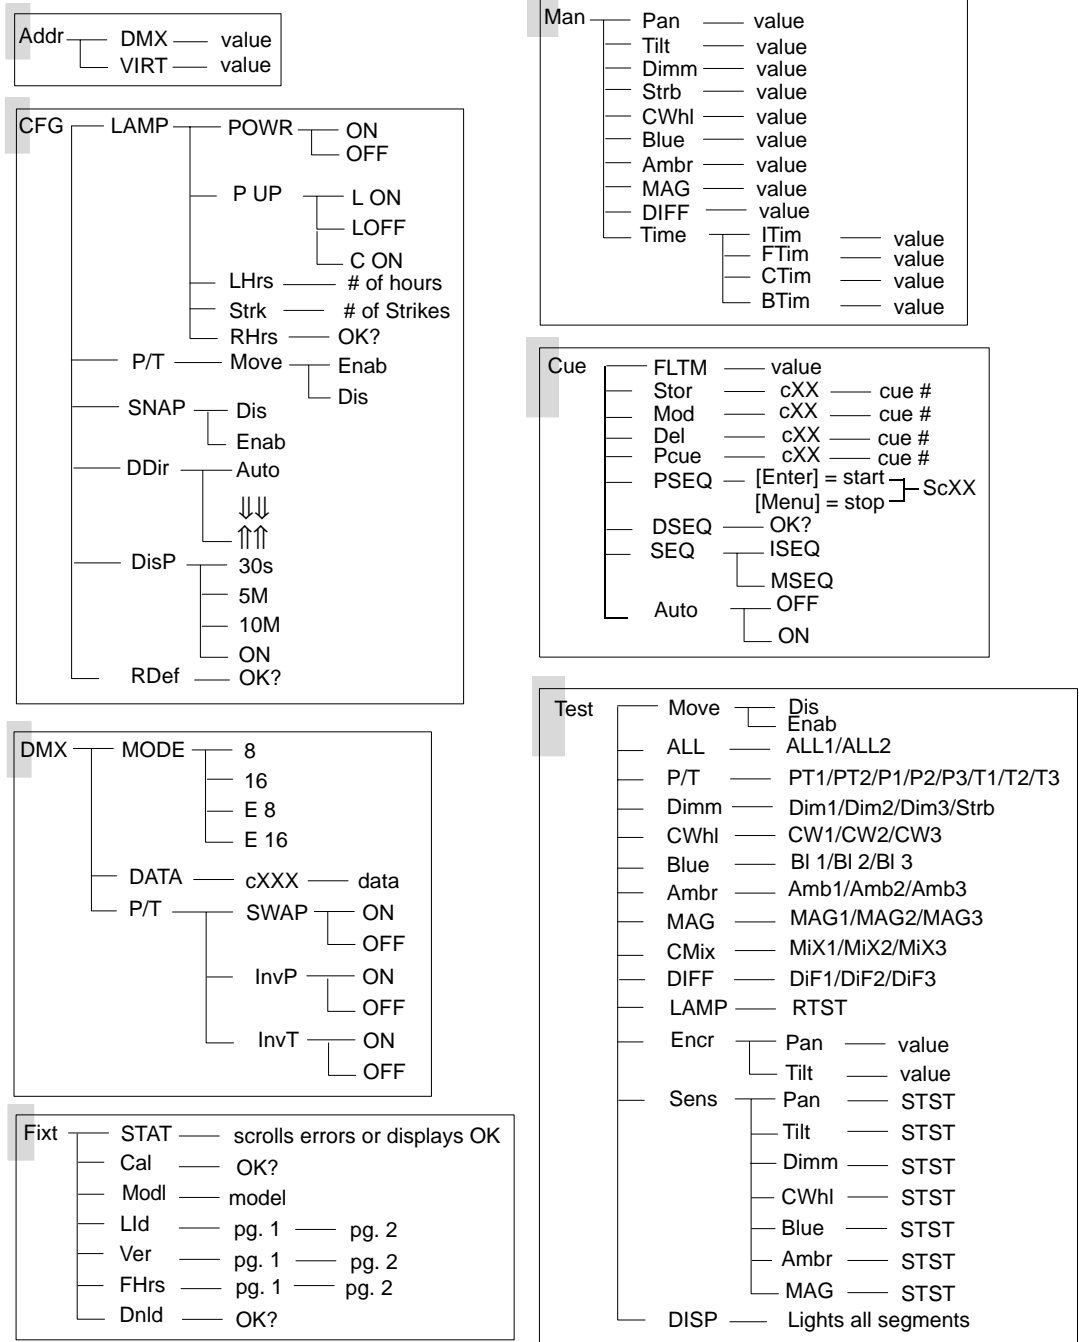 Addr DMX value
VIRT value
CFG LAMP POWR ON
OFF
P UP L ON
LOFF
C ON
LHrs # of hours
Strk # of Strikes
RHrs OK?
P/T Move Enab
Dis
SNAP Dis
Enab
DDir Auto
⇓⇓
⇑⇑
DisP 30s
5M
10M
ON
RDef OK?
DMX MODE 8
16
E 8
E 16
DATA cXXX data
P/T SWAP ON
OFF
InvP ON
OFF
InvT ON
OFF
Fixt STAT scrolls errors or displays OK
Cal OK?
Modl model
LId pg. 1 pg. 2
Ver pg. 1 pg. 2
FHrs pg. 1 pg. 2
Dnld OK?
Man Pan value
Tilt value
Dimm value
Strb value
CWhl value
Blue value
Ambr value
MAG value
DIFF value
Time ITim value
FTim value
CTim value
BTim value
Cue FLTM value
Stor cXX cue #
Mod cXX cue #
Del cXX cue #
Pcue cXX cue #
PSEQ [Enter] = start ScXX
[Menu] = stop
DSEQ OK?
SEQ ISEQ
MSEQ
Auto OFF
ON
Test Move Dis
Enab
ALL ALL1/ALL2
P/T PT1/PT2/P1/P2/P3/T1/T2/T3
Dimm Dim1/Dim2/Dim3/Strb
CWhl CW1/CW2/CW3
Blue Bl 1/Bl 2/Bl 3
Ambr Amb1/Amb2/Amb3
MAG MAG1/MAG2/MAG3
CMix MiX1/MiX2/MiX3
DIFF DiF1/DiF2/DiF3
LAMP RTST
Encr Pan value
Tilt value
Sens Pan STST
Tilt STST
Dimm STST
CWhl STST
Blue STST
Ambr STST
MAG STST
DISP Lights all segments